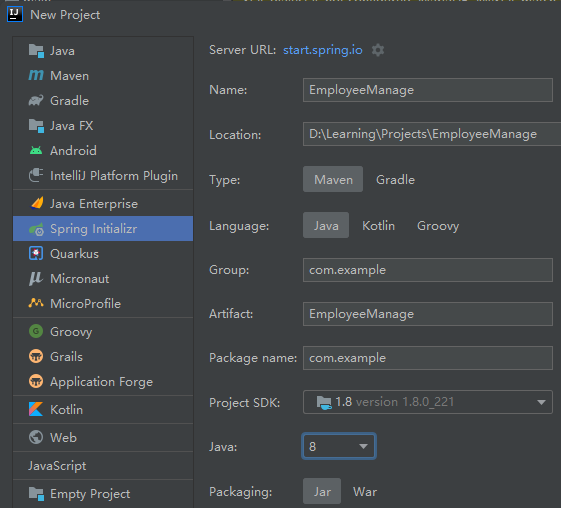 New Project
Java
Maven
Gradle
Java FX
Android
IntelliJ Platform Plugin
Java Enterprise
Spring Initializr
Quarkus
Micronaut
MicroProfile
Groovy
Grails
Application Forge
Kotlin
Web
JavaScript
Empty Project
Server URL: start.spring.io
Name: EmployeeManage
Location: D:\Learning\Projects\EmployeeManage
Type: Maven Gradle
Language: Java Kotlin Groovy
Group: com.example
Artifact: EmployeeManage
Package name: com.example
Project SDK: 1.8 version 1.8.0_221
Java: 8
Packaging: Jar War